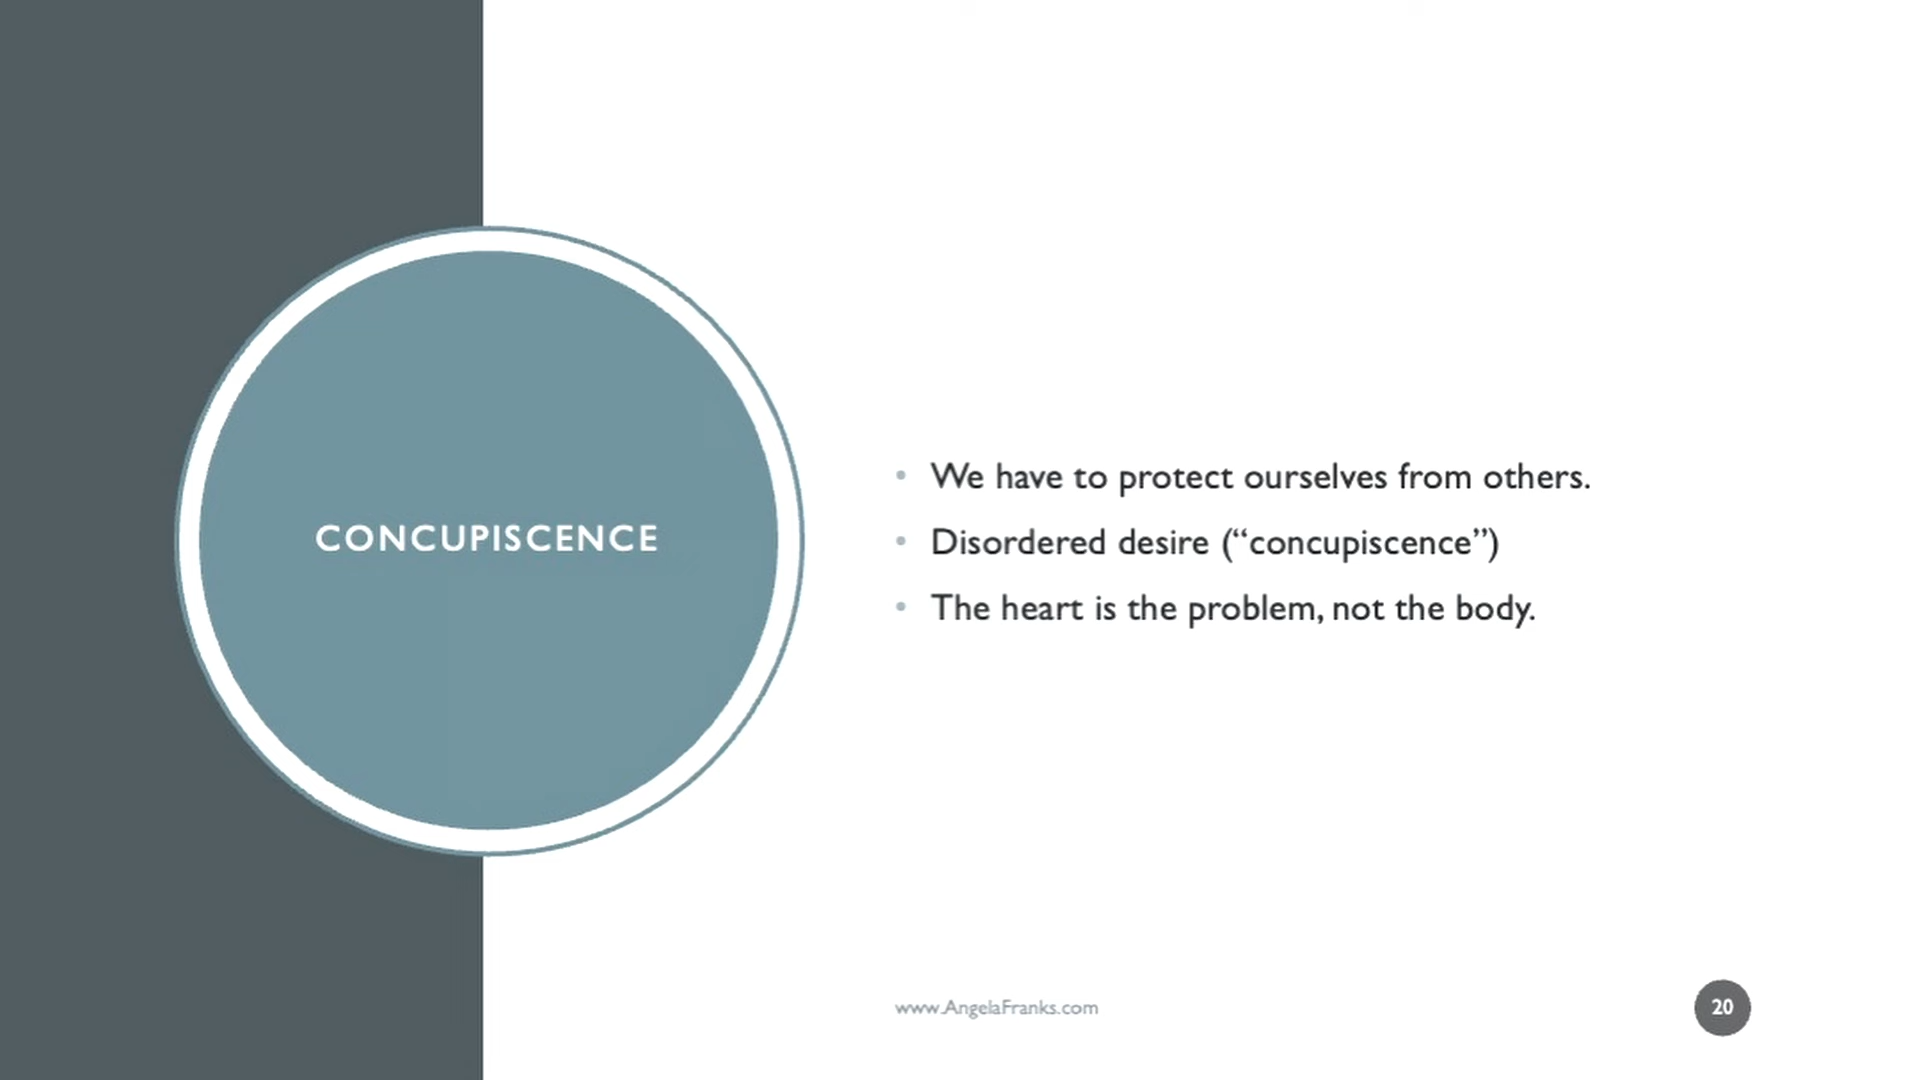 CONCUPISCENCE
• We have to protect ourselves from others.
• Disordered desire (“concupiscence”)
• The heart is the problem, not the body.
www.AngelaFranks.com
20